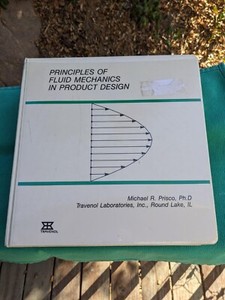 PRINCIPLES OF
FLUID MECHANICS
IN PRODUCT DESIGN
Michael R. Prisco, Ph.D
Travenol Laboratories, Inc., Round Lake, IL
TRAVENOL